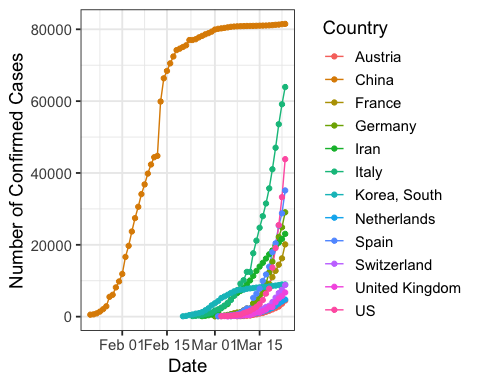 Number of Confirmed Cases
80000
60000
40000
20000
0
Feb 01 Feb 15 Mar 01 Mar 15
Date
Country
Austria
China
France
Germany
Iran
Italy
Korea, South
Netherlands
Spain
Switzerland
United Kingdom
US